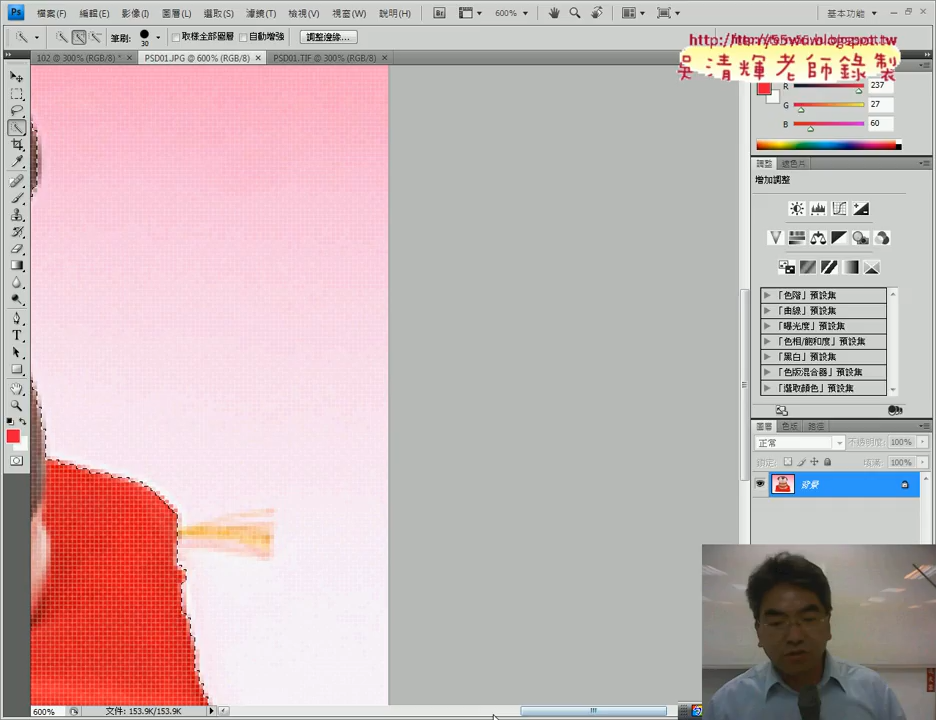 Ps 檔案(F) 編輯(E) 影像(I) 圖層(L) 選取(S) 濾鏡(T) 檢視(V) 視窗(W) 說明(H) Br 600% 基本功能
筆刷: 30 取樣全部圖層 自動增強 調整邊緣...
吳清輝老師錄製
102 @ 300% (RGB/8) * × PSD01.JPG @ 600% (RGB/8) × PSD01.TIF @ 300% (RGB/8) ×
R 237
G 27
B 60
調整 遮色片
增加調整
「色階」預設集
「曲線」預設集
「曝光度」預設集
「色相/飽和度」預設集
「黑白」預設集
「色版混合器」預設集
「選取顏色」預設集
圖層 色版 路徑
正常 不透明度: 100%
鎖定: 填滿: 100%
背景
600% 文件: 153.9K/153.9K